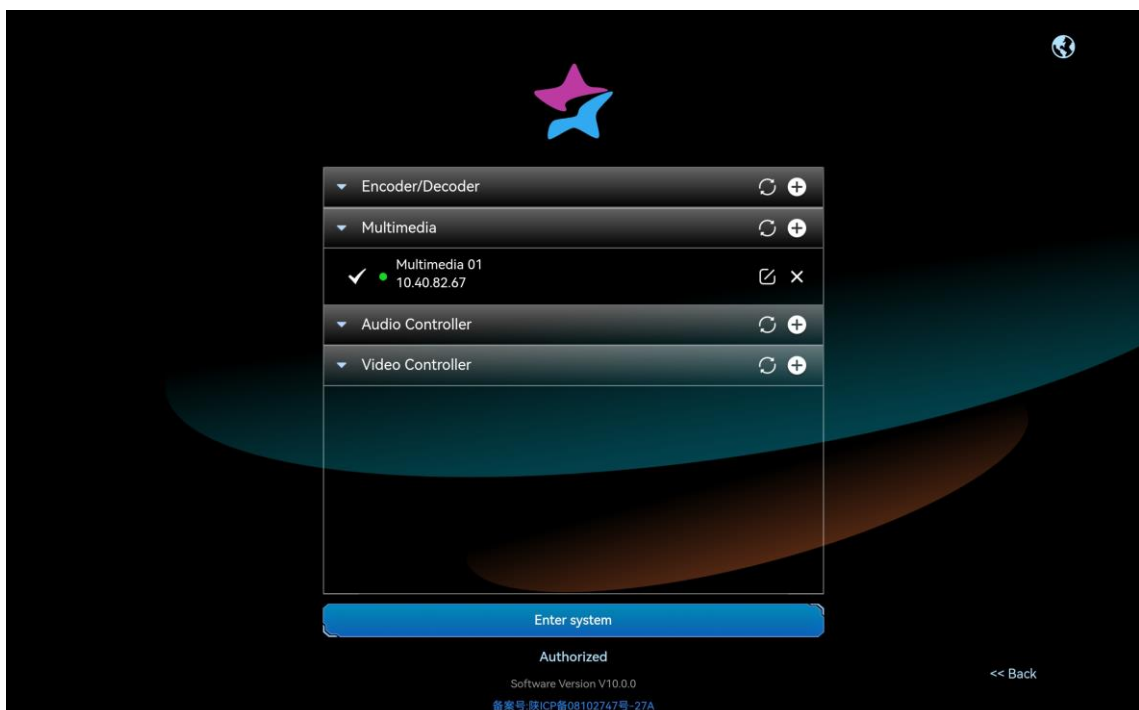 Encoder/Decoder
Multimedia
Multimedia 01
10.40.82.67
Audio Controller
Video Controller
Enter system
Authorized
Software Version V10.0.0
<< Back
备案号:陕ICP备08102747号-27A